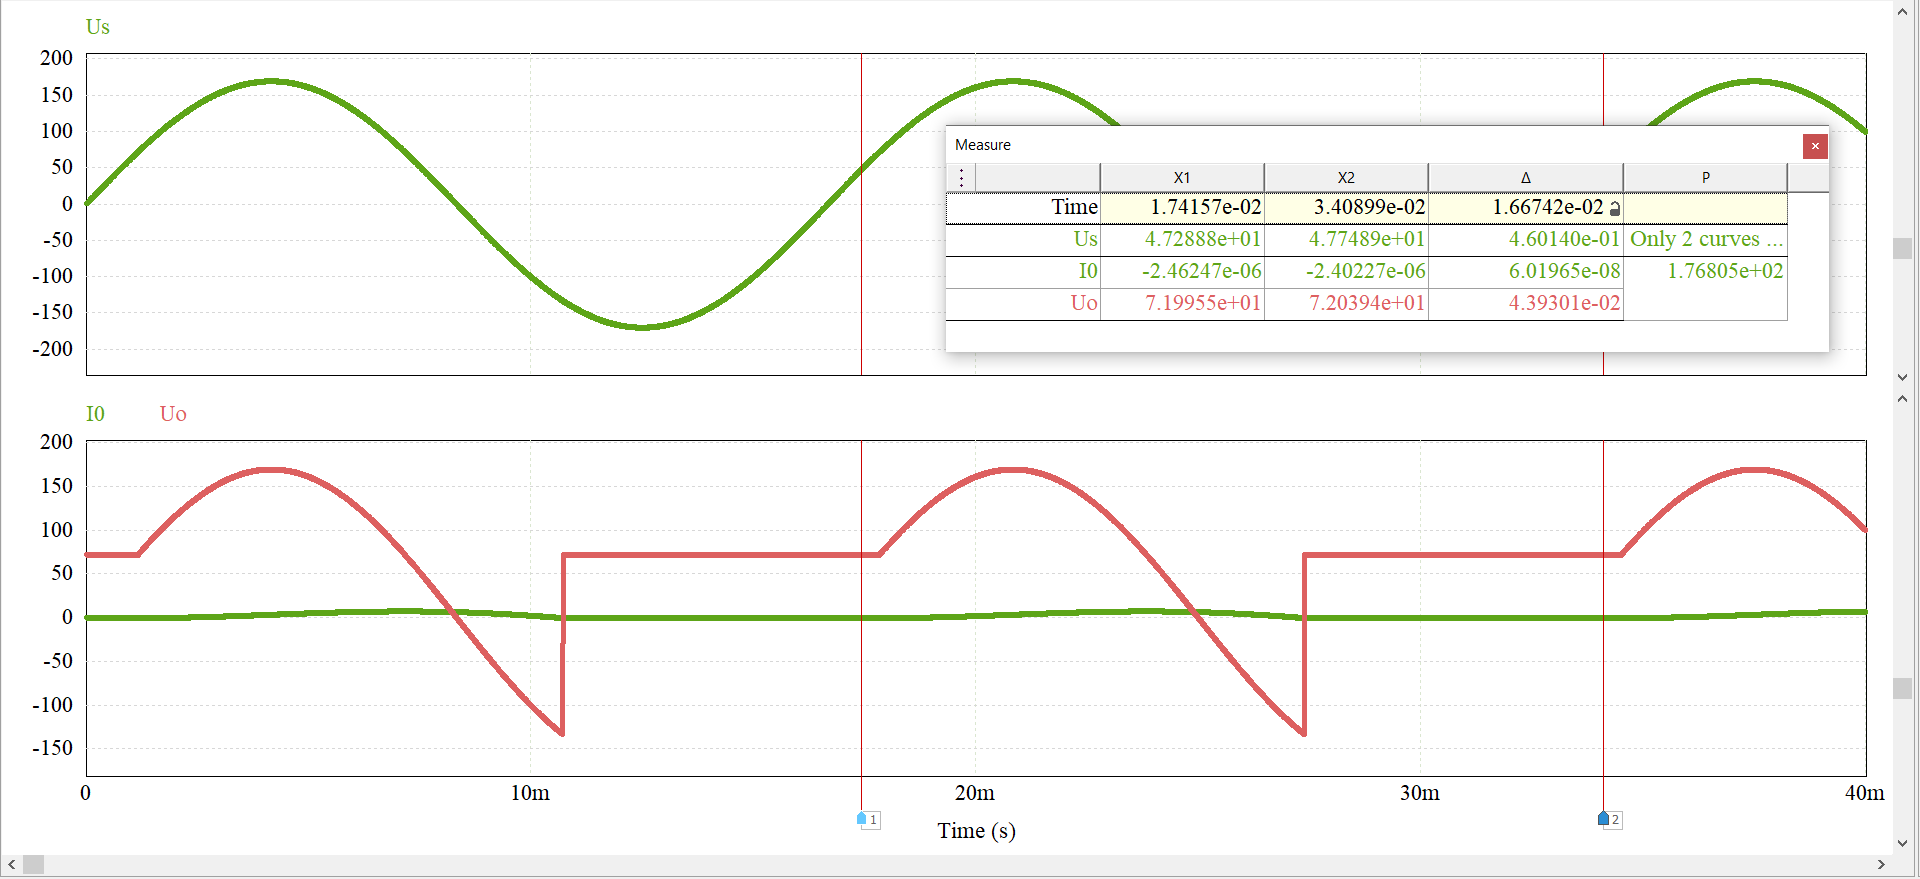 Us
200
150
100
50
0
-50
-100
-150
-200
Measure
X1 X2 Δ P
Time 1.74157e-02 3.40899e-02 1.66742e-02
Us 4.72888e+01 4.77489e+01 4.60140e-01 Only 2 curves ...
I0 -2.46247e-06 -2.40227e-06 6.01965e-08 1.76805e+02
Uo 7.19955e+01 7.20394e+01 4.39301e-02
I0 Uo
200
150
100
50
0
-50
-100
-150
0 10m 20m 30m 40m
1 2
Time (s)